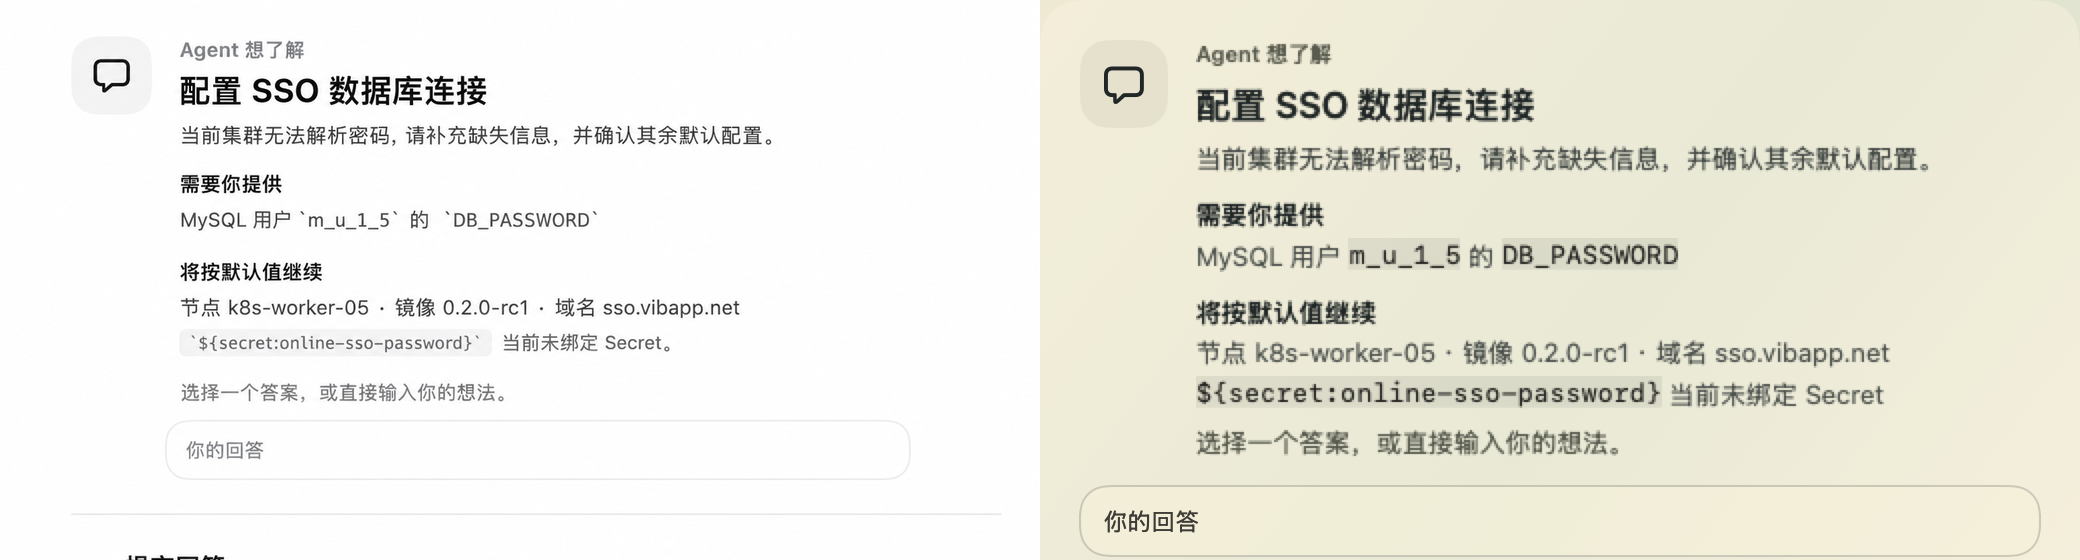 Agent 想了解
配置 SSO 数据库连接
当前集群无法解析密码, 请补充缺失信息，并确认其余默认配置。
需要你提供
MySQL 用户 `m_u_1_5` 的 `DB_PASSWORD`
将按默认值继续
节点 k8s-worker-05 · 镜像 0.2.0-rc1 · 域名 sso.vibapp.net
`${secret:online-sso-password}` 当前未绑定 Secret。
选择一个答案，或直接输入你的想法。
你的回答
Agent 想了解
配置 SSO 数据库连接
当前集群无法解析密码，请补充缺失信息，并确认其余默认配置。
需要你提供
MySQL 用户 m_u_1_5 的 DB_PASSWORD
将按默认值继续
节点 k8s-worker-05 · 镜像 0.2.0-rc1 · 域名 sso.vibapp.net
${secret:online-sso-password} 当前未绑定 Secret
选择一个答案，或直接输入你的想法。
你的回答